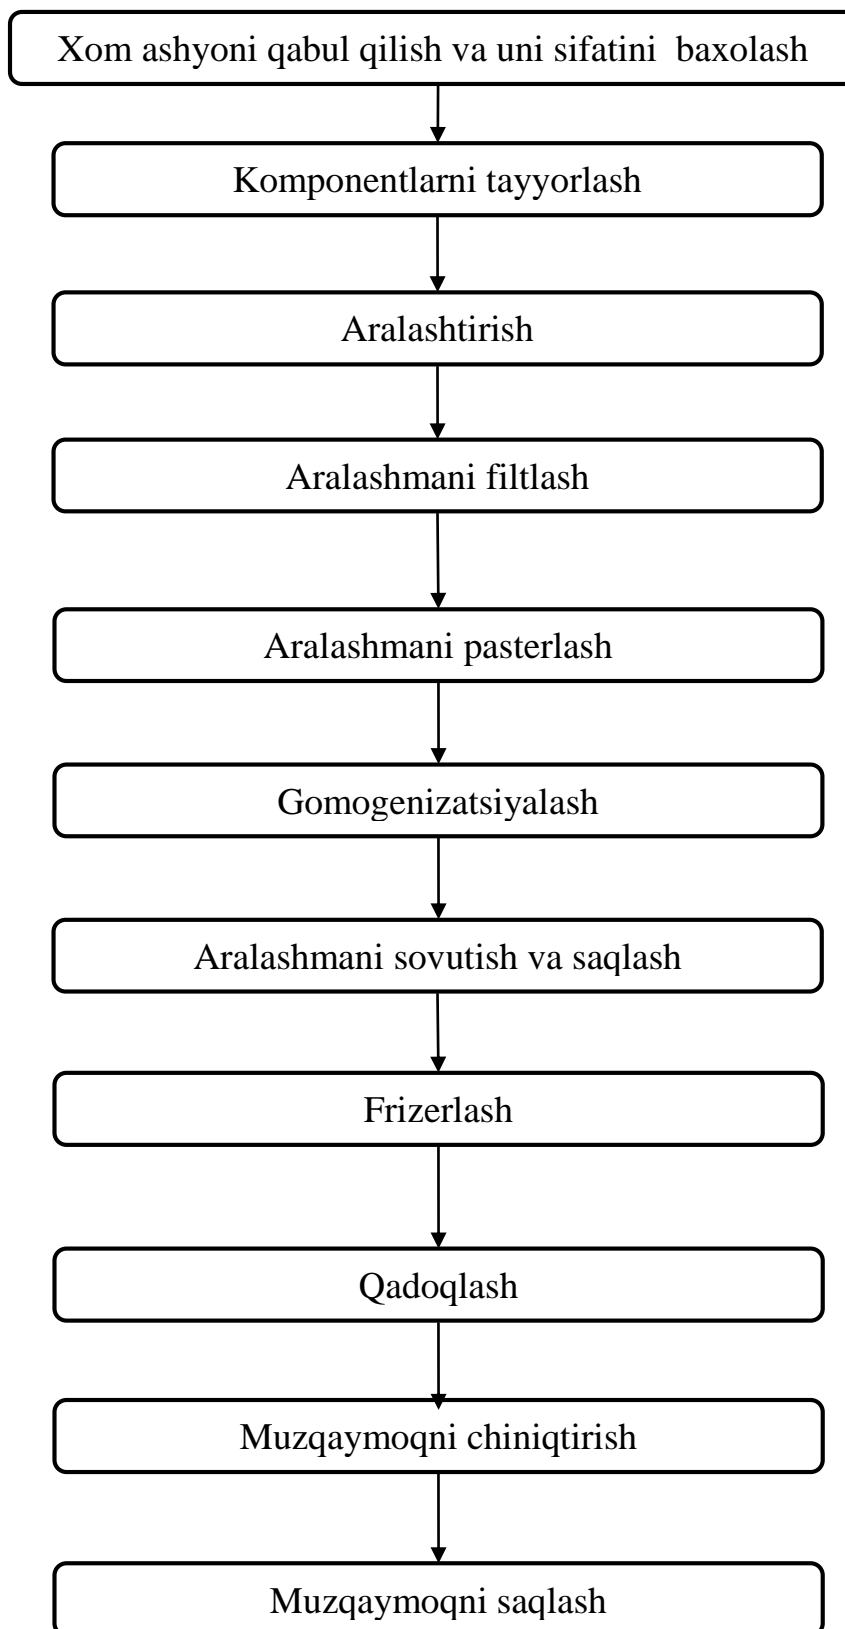 Xom ashyoni qabul qilish va uni sifatini  baxolash
Komponentlarni tayyorlash
Aralashtirish
Aralashmani filtlash
Aralashmani pasterlash
Gomogenizatsiyalash
Aralashmani sovutish va saqlash
Frizerlash
Qadoqlash
Muzqaymoqni chiniqtirish
Muzqaymoqni saqlash